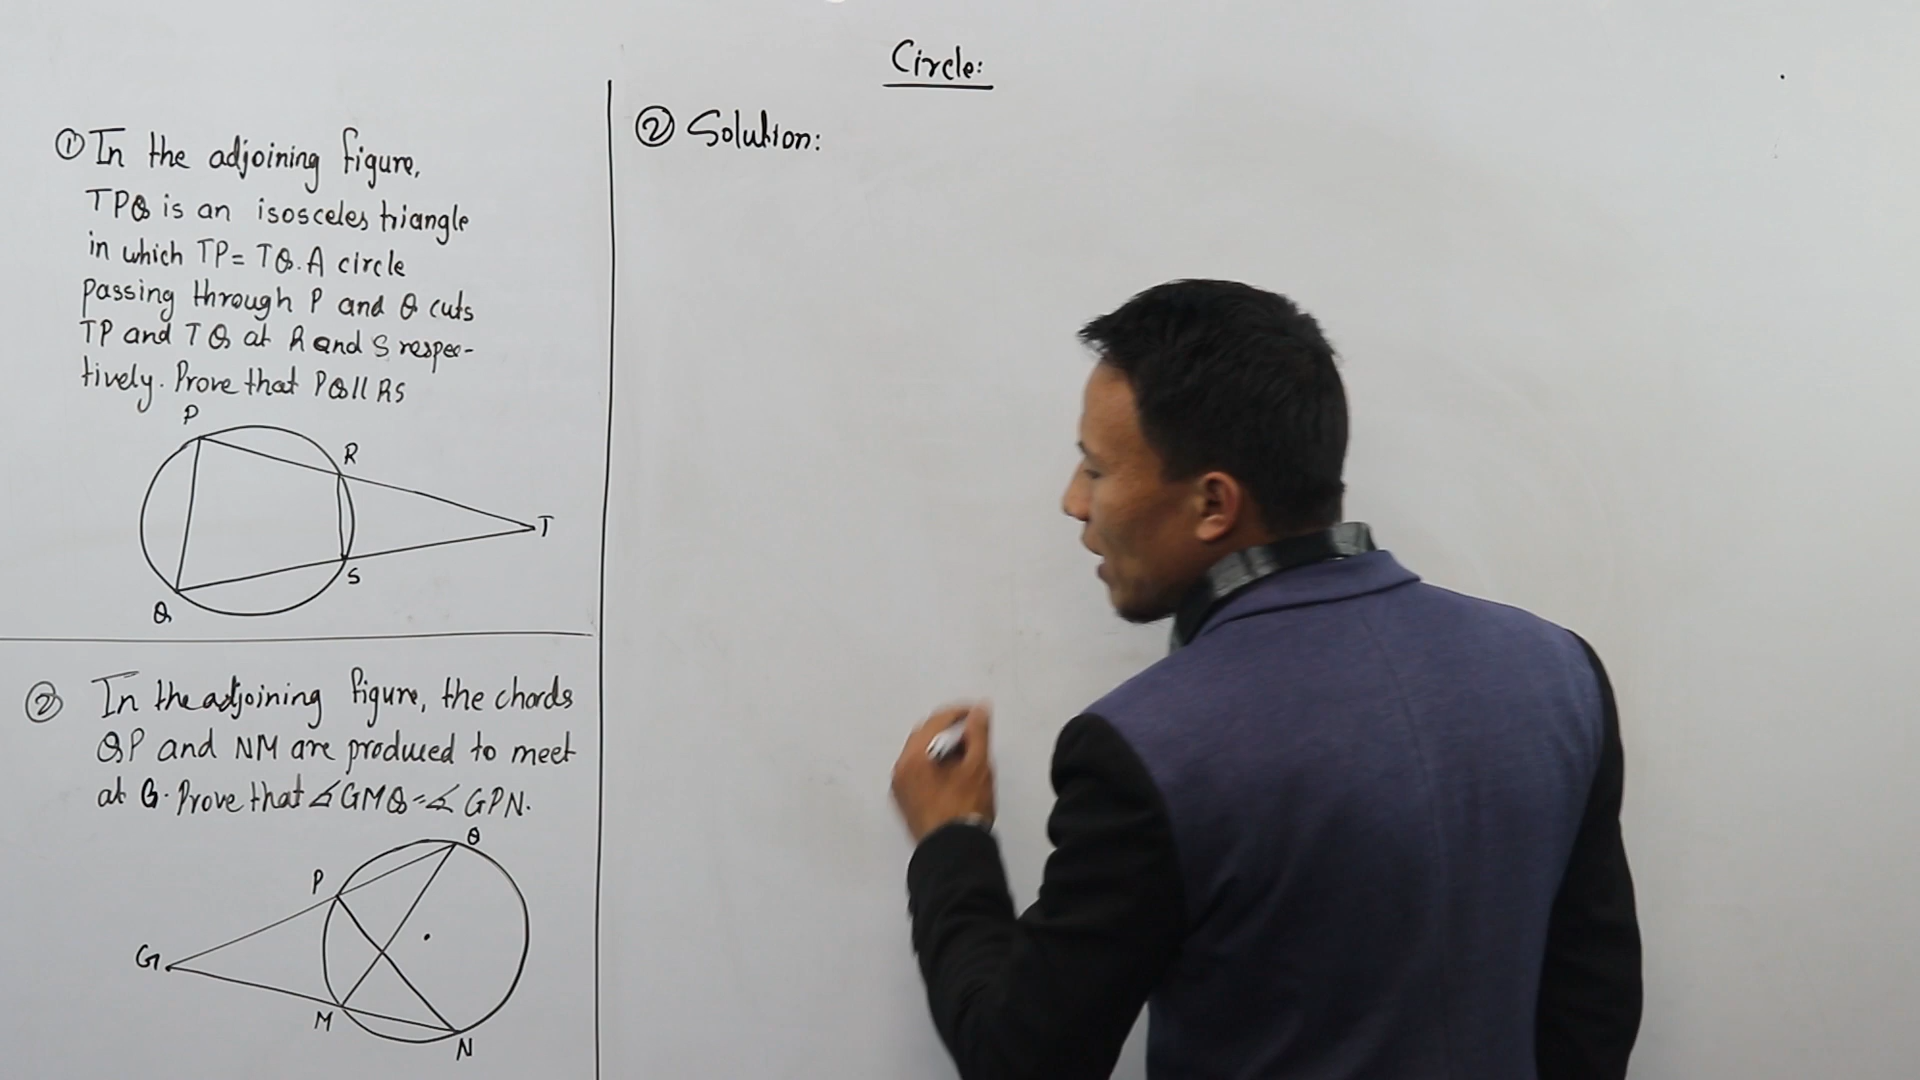 Circle:
① In the adjoining figure,
TPQ is an isosceles triangle
in which TP = TQ. A circle
passing through P and Q cuts
TP and TQ at R and S respec-
tively. Prove that PQ || RS
P
R
T
S
Q
② In the adjoining figure, the chords
QP and NM are produced to meet
at G. Prove that ∡GMQ = ∡GPN.
Q
P
G
M
N
② Solution: